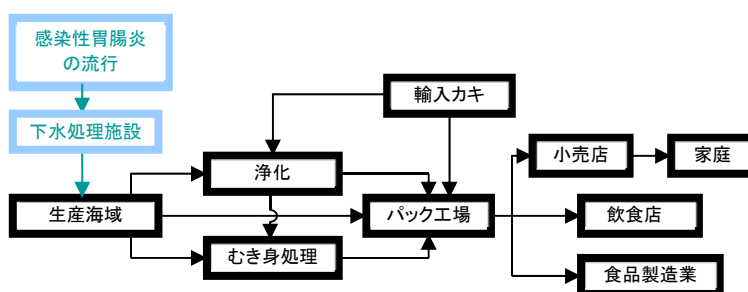 感染性胃腸炎
の流行
輸入カキ
下水処理施設
小売店
家庭
浄化
生産海域
パック工場
飲食店
むき身処理
食品製造業